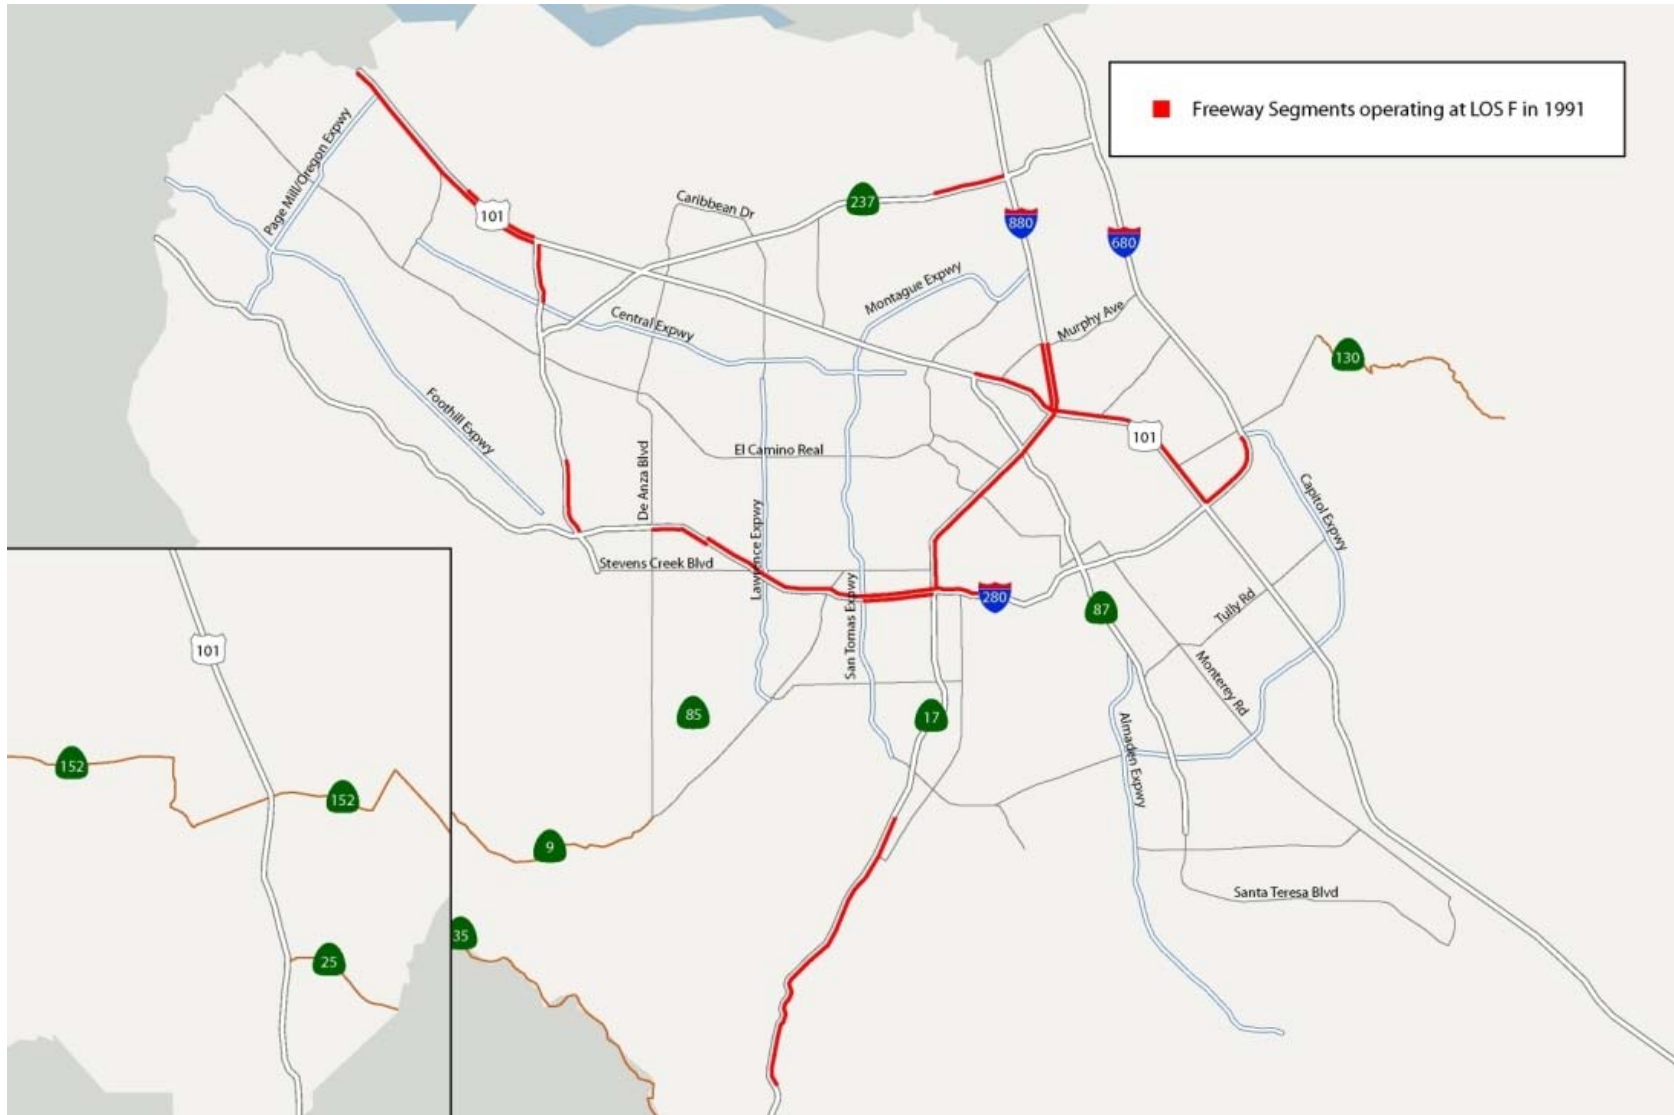 Freeway Segments operating at LOS F in 1991
Page Mill/Oregon Expwy
101
Caribbean Dr
237
880
680
Montague Expwy
Murphy Ave
Central Expwy
130
Foothill Expwy
101
De Anza Blvd
El Camino Real
Capitol Expwy
Lawrence Expwy
Stevens Creek Blvd
San Tomas Expwy
280
87
Tully Rd
Monterey Rd
101
85
17
Almaden Expwy
152
152
9
Santa Teresa Blvd
35
25